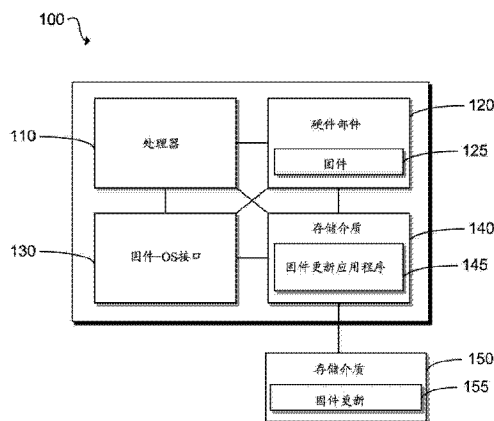 100
110
处理器
硬件部件
120
固件
125
130
固件-OS接口
存储介质
140
固件更新应用程序
145
存储介质
150
固件更新
155